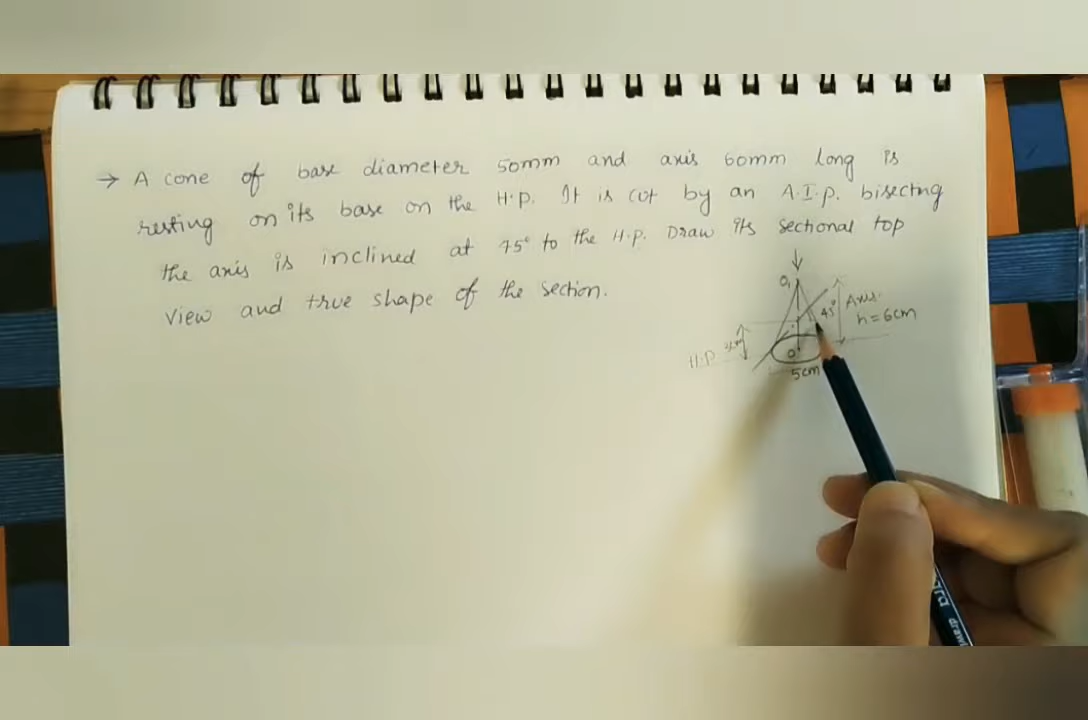 → A cone of base diameter 50mm and axis 60mm long is
resting on its base on the H.P. It is cut by an A.I.P. bisecting
the axis is inclined at 45° to the H.P. Draw its sectional top
view and true shape of the section.
O,
45°
Axis.
h=6cm
H.P
O
5cm